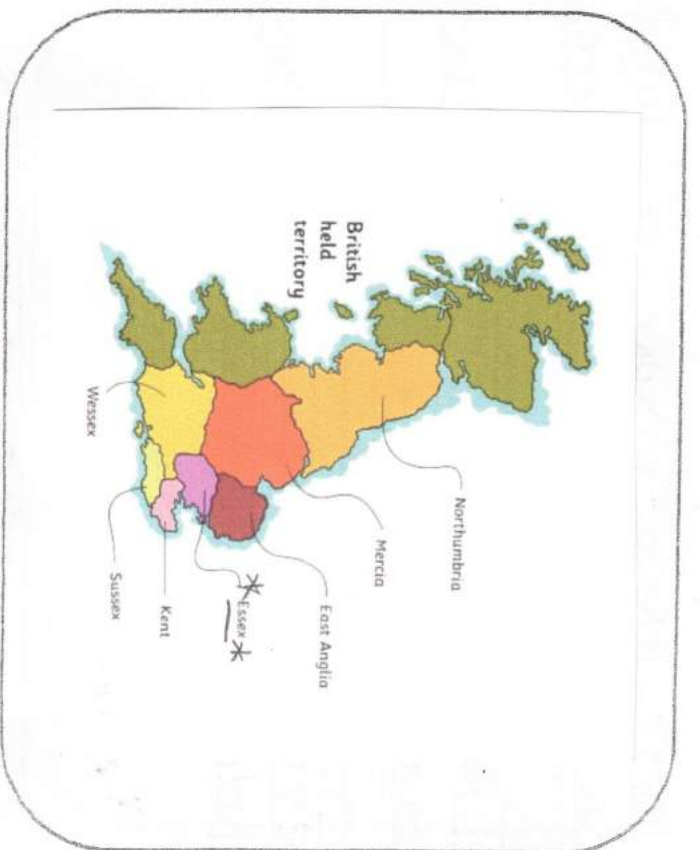 British
held
territory
Northumbria
Mercia
East Anglia
Essex
Kent
Sussex
Wessex